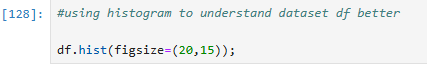 [128]: #using histogram to understand dataset df better
df.hist(figsize=(20,15));